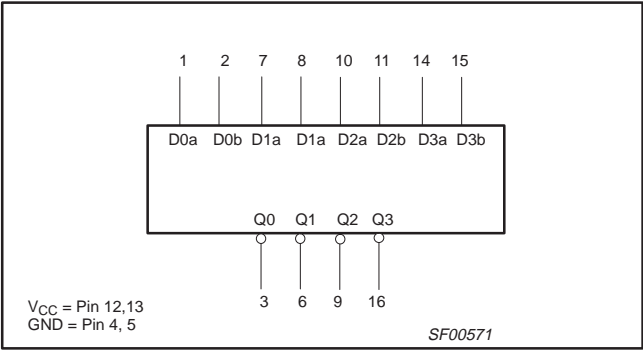 1 2 7 8 10 11 14 15
D0a D0b D1a D1a D2a D2b D3a D3b
Q0 Q1 Q2 Q3
3 6 9 16
VCC = Pin 12,13
GND = Pin 4, 5
SF00571